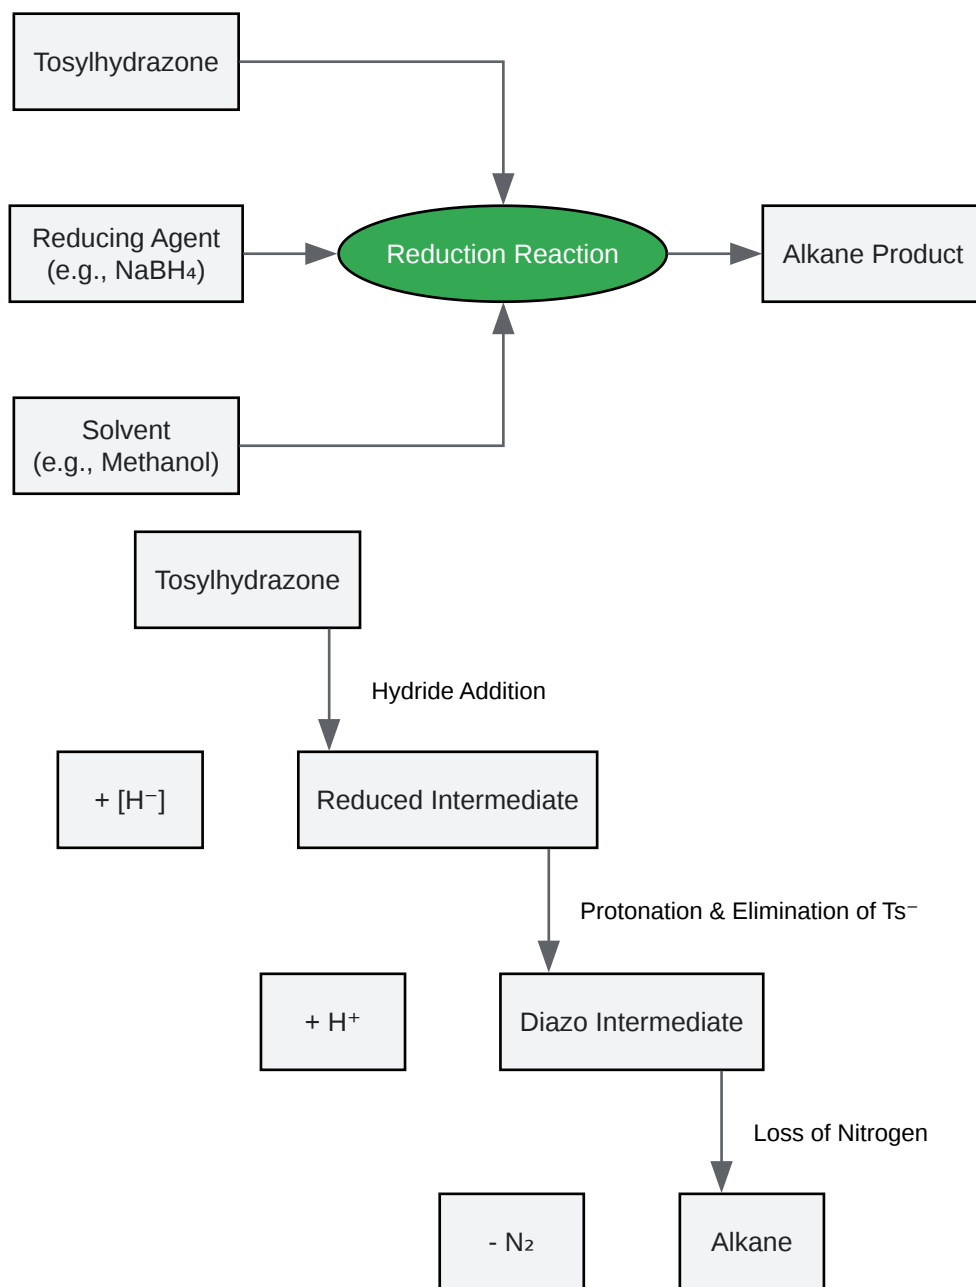 Tosylhydrazone
Reducing Agent
(e.g., NaBH₄)
Reduction Reaction
Alkane Product
Solvent
(e.g., Methanol)
Tosylhydrazone
Hydride Addition
+ [H⁻]
Reduced Intermediate
Protonation & Elimination of Ts⁻
+ H⁺
Diazo Intermediate
Loss of Nitrogen
- N₂
Alkane